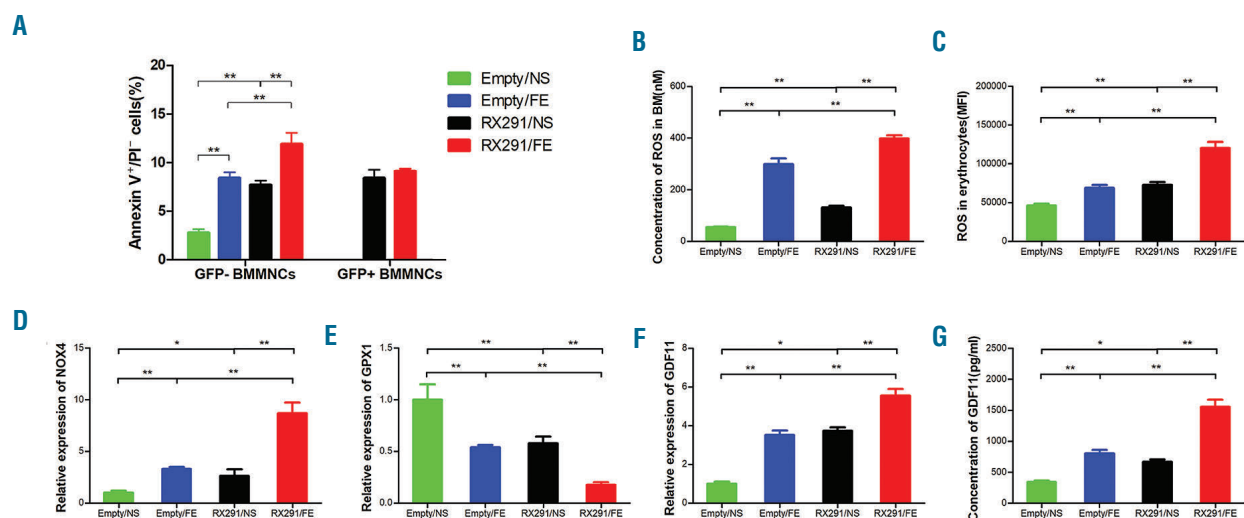 A
Annexin V⁺/PI⁻ cells(%)
20
15
10
5
0
** **
**
**
GFP- BMMNCs GFP+ BMMNCs
Empty/NS
Empty/FE
RX291/NS
RX291/FE
B
Concentration of ROS in BM(nM)
600
400
200
0
** **
** **
Empty/NS Empty/FE RX291/NS RX291/FE
C
ROS in erythrocytes(MFI)
200000
150000
100000
50000
0
** **
** **
Empty/NS Empty/FE RX291/NS RX291/FE
D
Relative expression of NOX4
15
10
5
0
* **
** **
Empty/NS Empty/FE RX291/NS RX291/FE
E
Relative expression of GPX1
1.5
1.0
0.5
0.0
** **
** **
Empty/NS Empty/FE RX291/NS RX291/FE
F
Relative expression of GDF11
8
6
4
2
0
* **
** **
Empty/NS Empty/FE RX291/NS RX291/FE
G
Concentration of GDF11(pg/ml)
2500
2000
1500
1000
500
0
* **
** **
Empty/NS Empty/FE RX291/NS RX291/FE